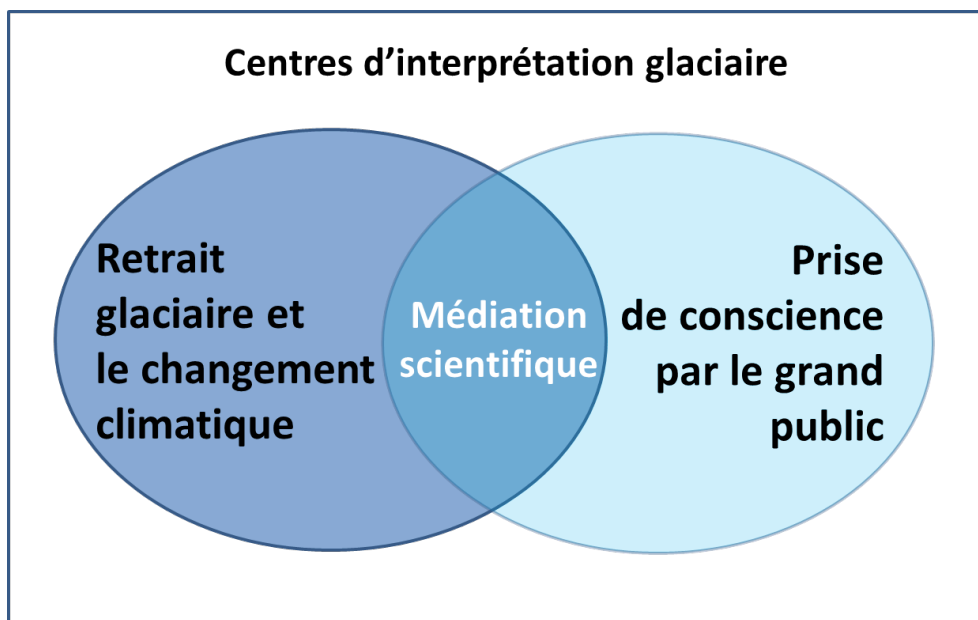 Centres d’interprétation glaciaire
Retrait
glaciaire et
le changement
climatique
Médiation
scientifique
Prise
de conscience
par le grand
public